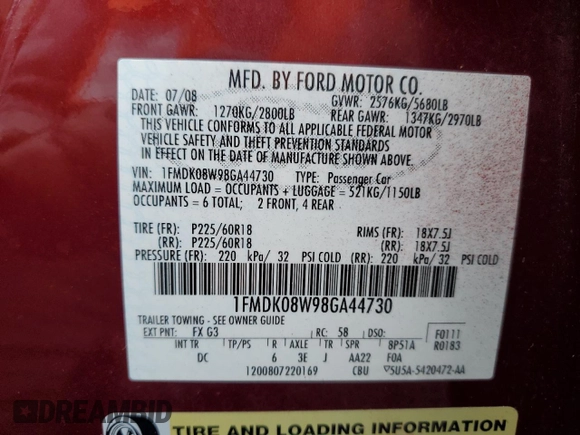 MFD. BY FORD MOTOR CO.
DATE: 07/08 GVWR: 2576KG/5680LB
FRONT GAWR: 1270KG/2800LB REAR GAWR: 1347KG/2970LB
THIS VEHICLE CONFORMS TO ALL APPLICABLE FEDERAL MOTOR
VEHICLE SAFETY AND THEFT PREVENTION STANDARDS
IN EFFECT ON THE DATE OF MANUFACTURE SHOWN ABOVE.
VIN: 1FMDK08W98GA44730 TYPE: Passenger Car
MAXIMUM LOAD = OCCUPANTS + LUGGAGE = 521KG/1150LB
OCCUPANTS = 6 TOTAL; 2 FRONT, 4 REAR
TIRE (FR): P225/60R18 RIMS (FR): 18X7.5J
(RR): P225/60R18 (RR): 18X7.5J
PRESSURE (FR): 220 kPa/ 32 PSI COLD (RR): 220 kPa/ 32 PSI COLD
1FMDK08W98GA44730
TRAILER TOWING - SEE OWNER GUIDE
EXT PNT: FX G3 RC: 58 DSO: F0111
INT TR TP/PS R AXLE TR SPR 8P51A R0183
DC 6 3E J AA22 F0A
1200807220169 CBU 5U5A-5420472-AA
TIRE AND LOADING INFORMATION
DREAMBID